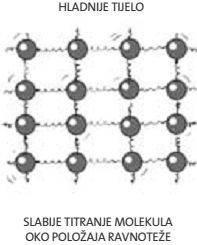 HLADNIJE TIJELO
SLABIJE TITRANJE MOLEKULA
OKO POLOŽAJA RAVNOTEŽE